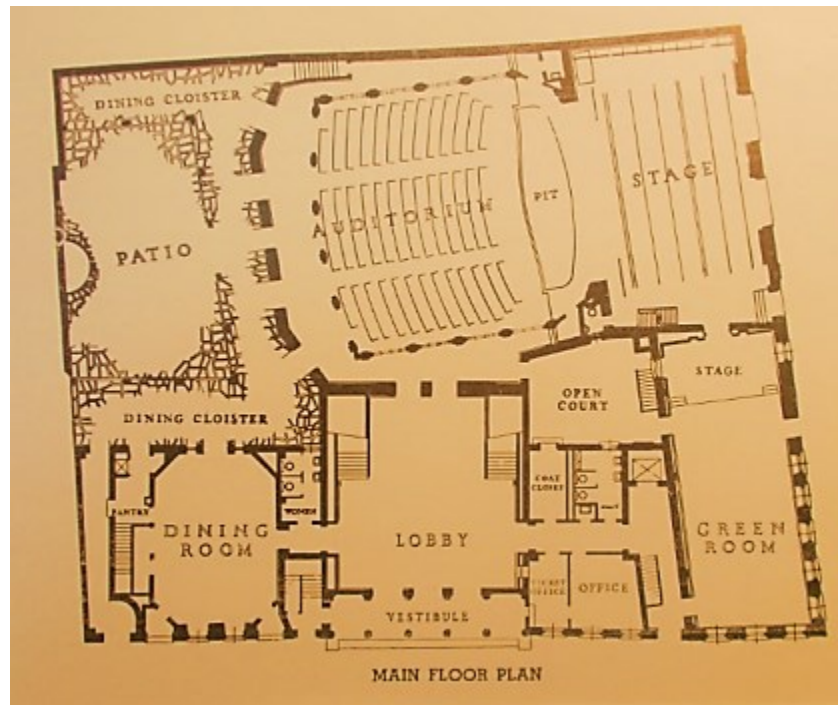 DINING CLOISTER
PATIO
AUDITORIUM
PIT
STAGE
STAGE
OPEN
COURT
DINING CLOISTER
PANTRY
DINING
ROOM
WOMEN
LOBBY
COAT
CLOSET
GREEN
ROOM
TICKET
OFFICE
OFFICE
VESTIBULE
MAIN FLOOR PLAN